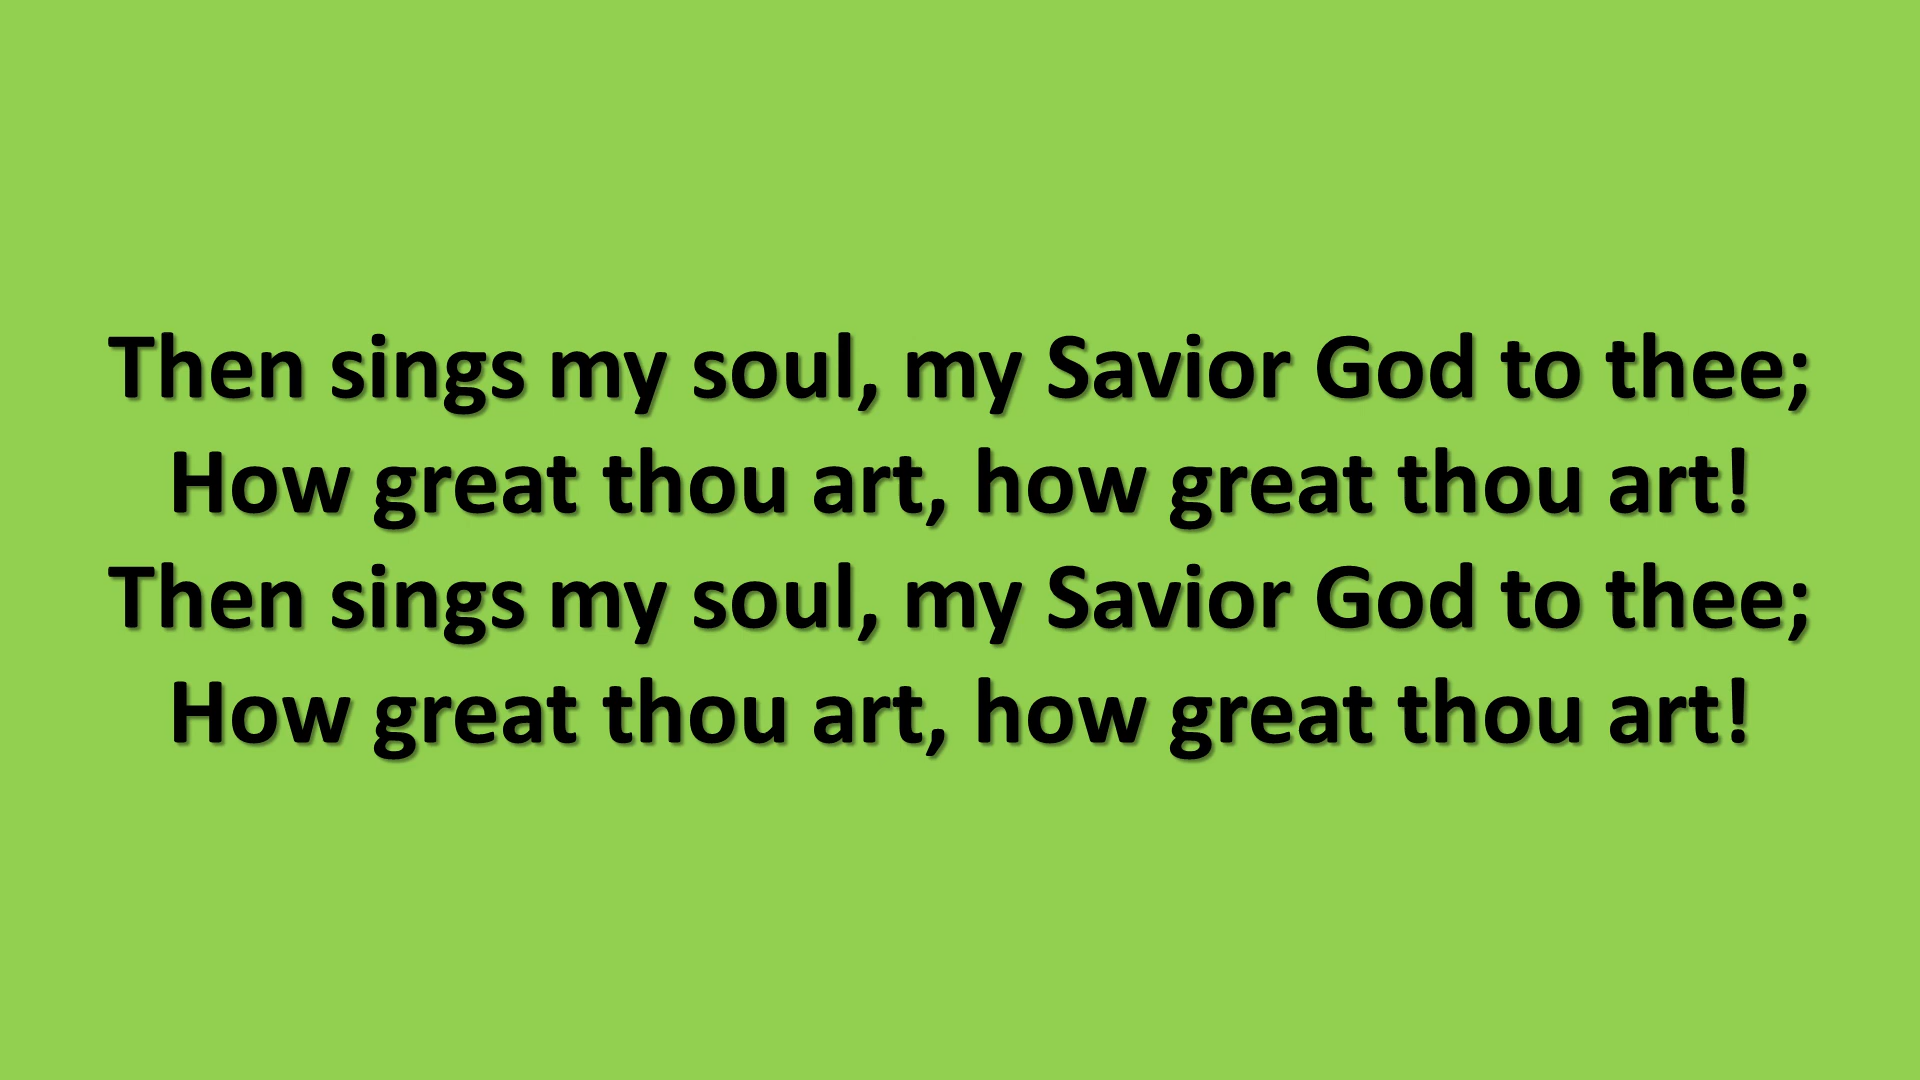 Then sings my soul, my Savior God to thee;
How great thou art, how great thou art!
Then sings my soul, my Savior God to thee;
How great thou art, how great thou art!